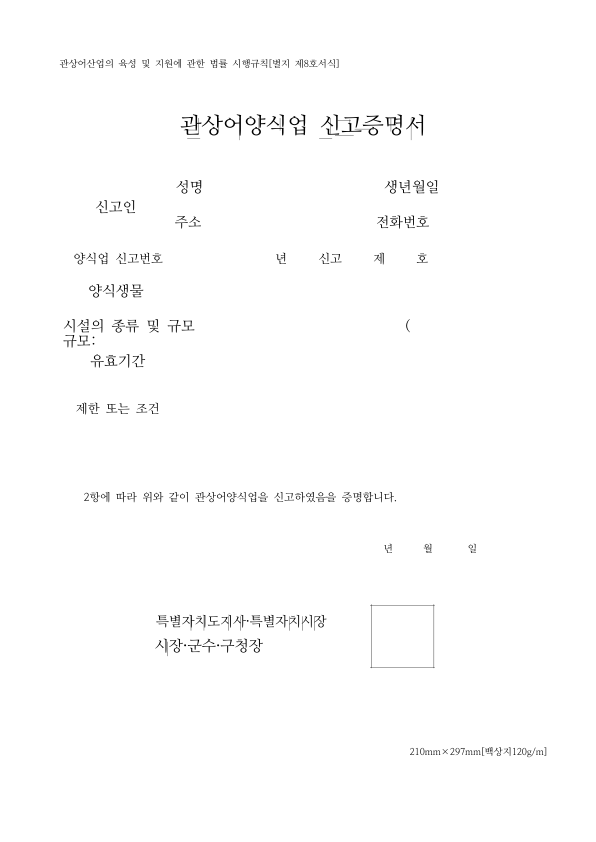 관상어산업의 육성 및 지원에 관한 법률 시행규칙[별지 제8호서식]
관상어양식업 신고증명서
성명 생년월일
신고인
주소 전화번호
양식업 신고번호 년 신고 제 호
양식생물
시설의 종류 및 규모 (
규모:
유효기간
제한 또는 조건
2항에 따라 위와 같이 관상어양식업을 신고하였음을 증명합니다.
년 월 일
특별자치도지사·특별자치시장
시장·군수·구청장
210mm×297mm[백상지120g/m]